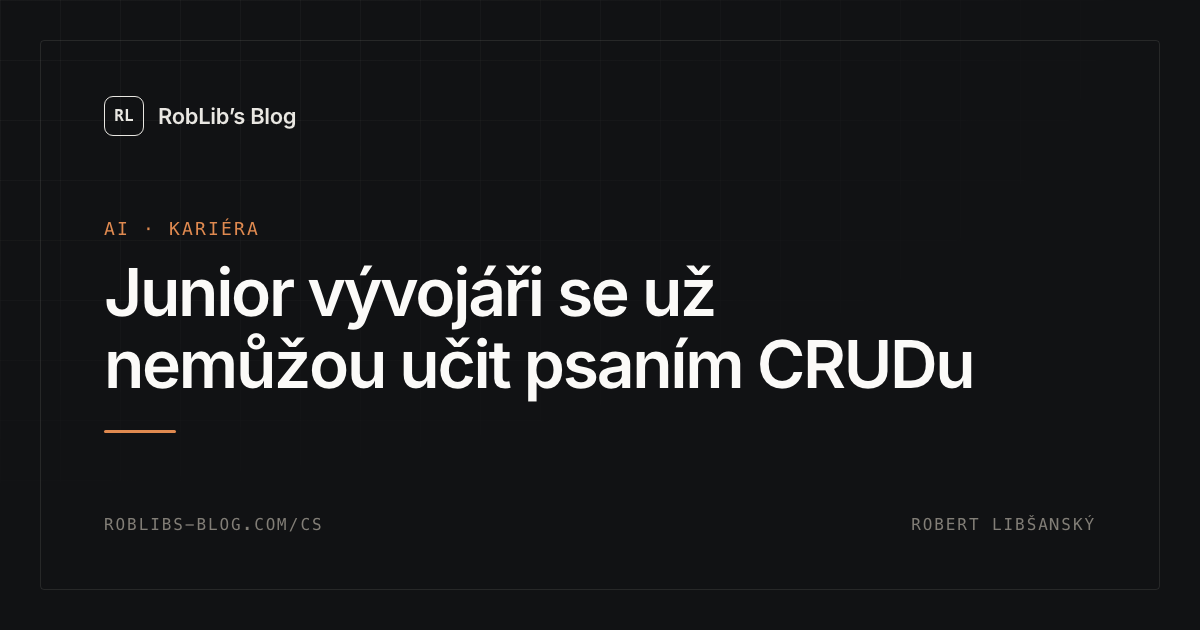 RL RobLib’s Blog
AI · KARIÉRA
Junior vývojáři se už
nemůžou učit psaním CRUDu
ROBLIBS-BLOG.COM/CS
ROBERT LIBŠANSKÝ